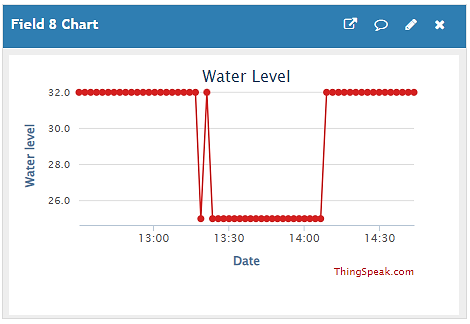 Field 8 Chart
Water Level
32.0
30.0
28.0
26.0
Water level
13:00 13:30 14:00 14:30
Date
ThingSpeak.com